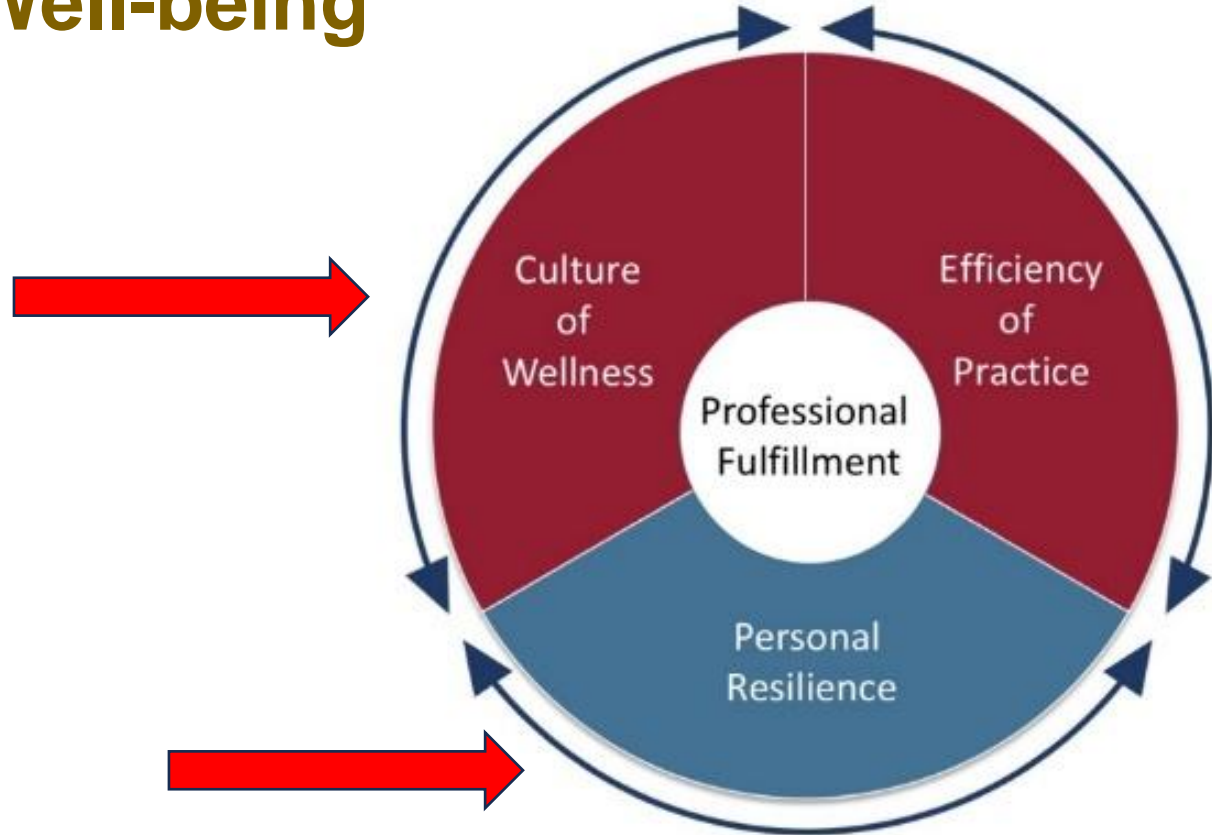 Well-being
Culture
of
Wellness
Efficiency
of
Practice
Professional
Fulfillment
Personal
Resilience